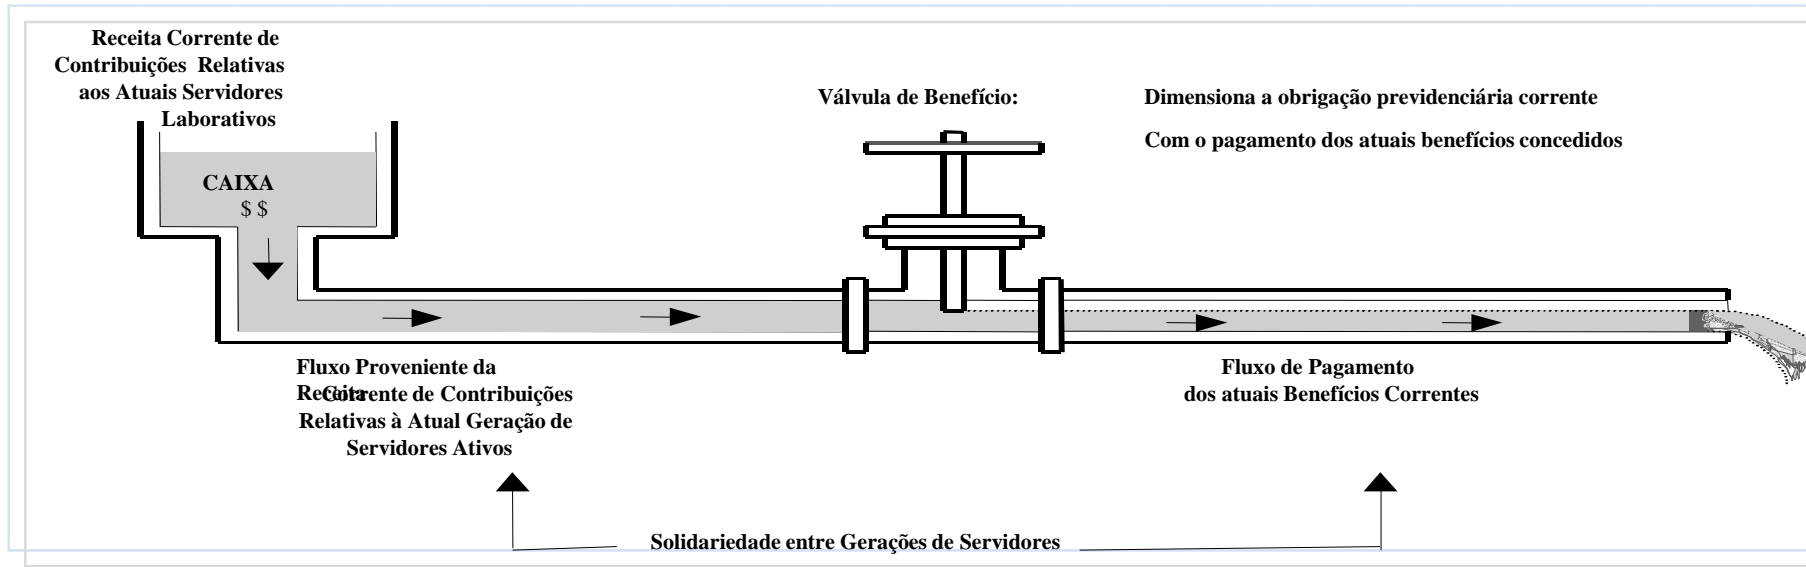 Receita Corrente de
Contribuições Relativas
aos Atuais Servidores
Laborativos
CAIXA
$ $
Válvula de Benefício:
Dimensiona a obrigação previdenciária corrente
Com o pagamento dos atuais benefícios concedidos
Fluxo Proveniente da
Receita
Corrente de Contribuições
Relativas à Atual Geração de
Servidores Ativos
Fluxo de Pagamento
dos atuais Benefícios Correntes
Solidariedade entre Gerações de Servidores